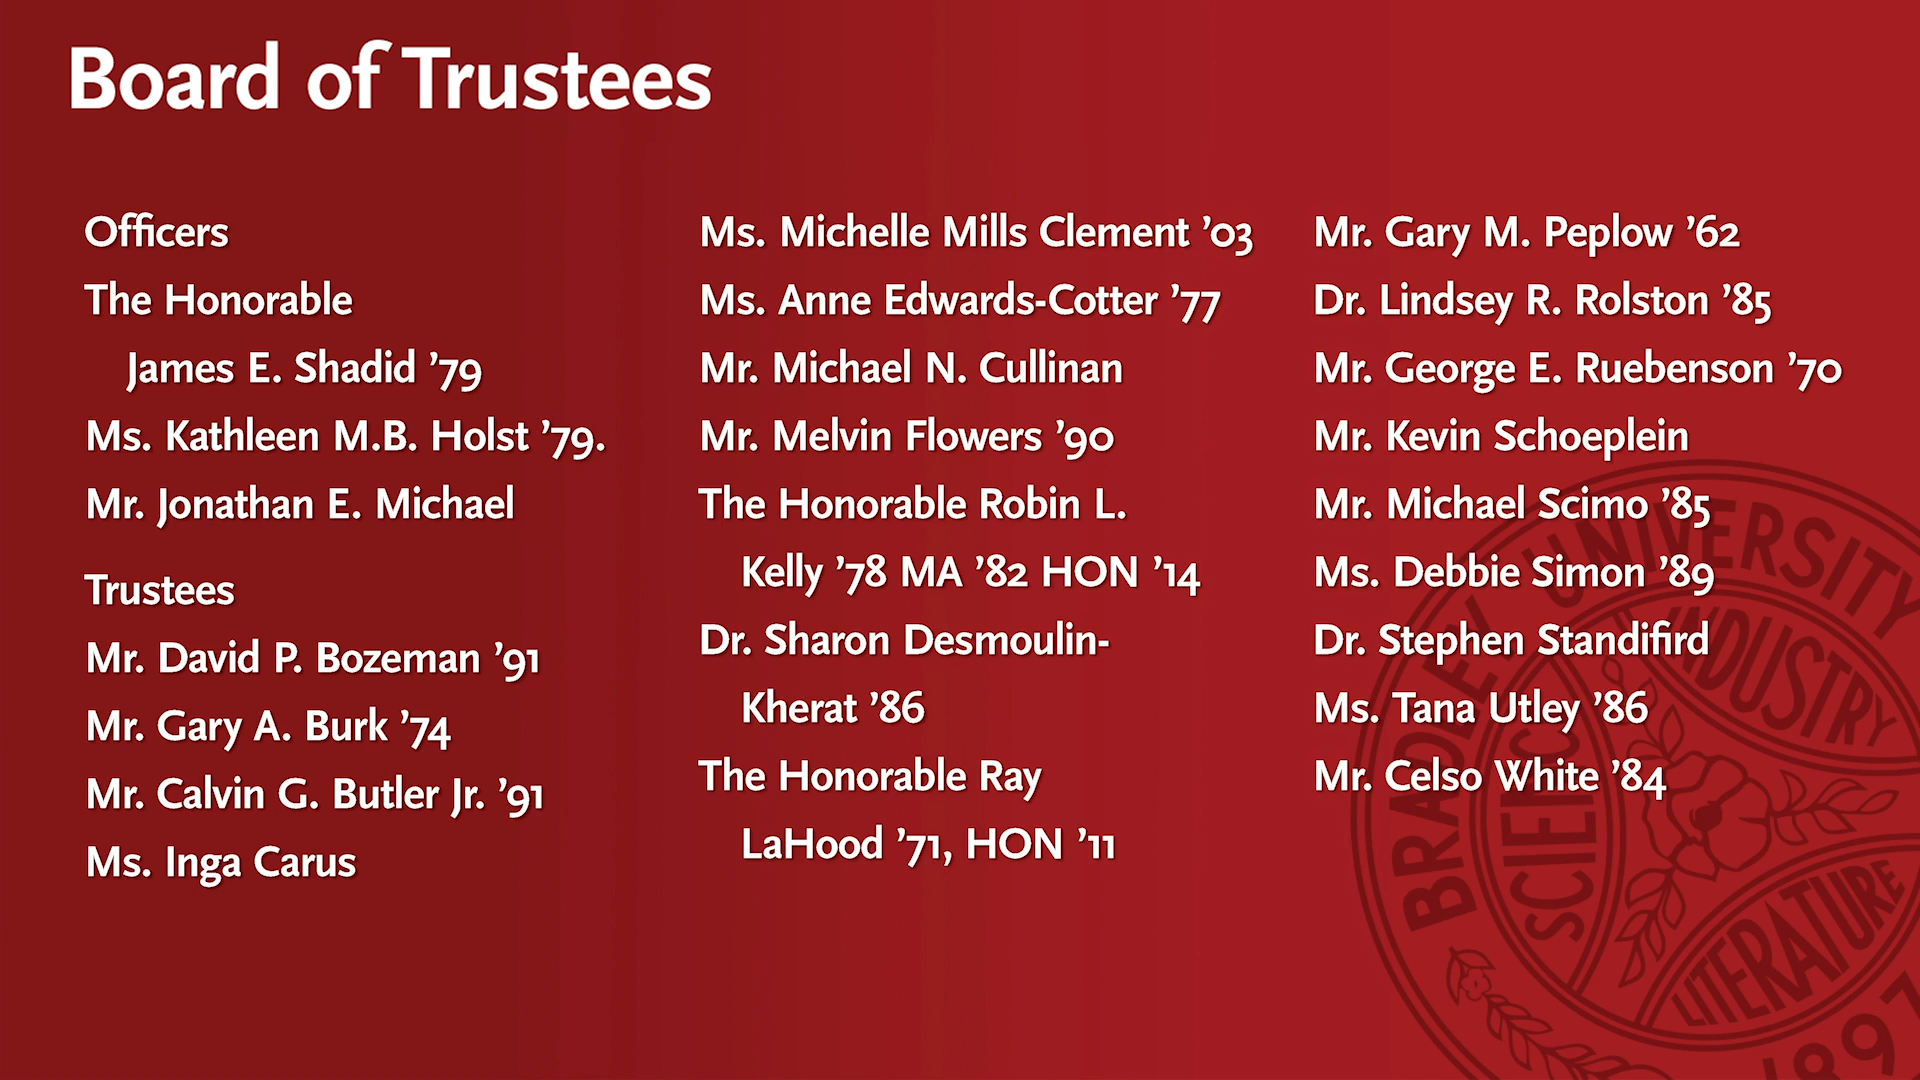 Board of Trustees
Officers
The Honorable
James E. Shadid ’79
Ms. Kathleen M.B. Holst ’79.
Mr. Jonathan E. Michael
Trustees
Mr. David P. Bozeman ’91
Mr. Gary A. Burk ’74
Mr. Calvin G. Butler Jr. ’91
Ms. Inga Carus
Ms. Michelle Mills Clement ’03
Ms. Anne Edwards-Cotter ’77
Mr. Michael N. Cullinan
Mr. Melvin Flowers ’90
The Honorable Robin L.
Kelly ’78 MA ’82 HON ’14
Dr. Sharon Desmoulin-
Kherat ’86
The Honorable Ray
LaHood ’71, HON ’11
Mr. Gary M. Peplow ’62
Dr. Lindsey R. Rolston ’85
Mr. George E. Ruebenson ’70
Mr. Kevin Schoeplein
Mr. Michael Scimo ’85
Ms. Debbie Simon ’89
Dr. Stephen Standifird
Ms. Tana Utley ’86
Mr. Celso White ’84
BRADLEY UNIVERSITY
INDUSTRY
LITERATURE
1897